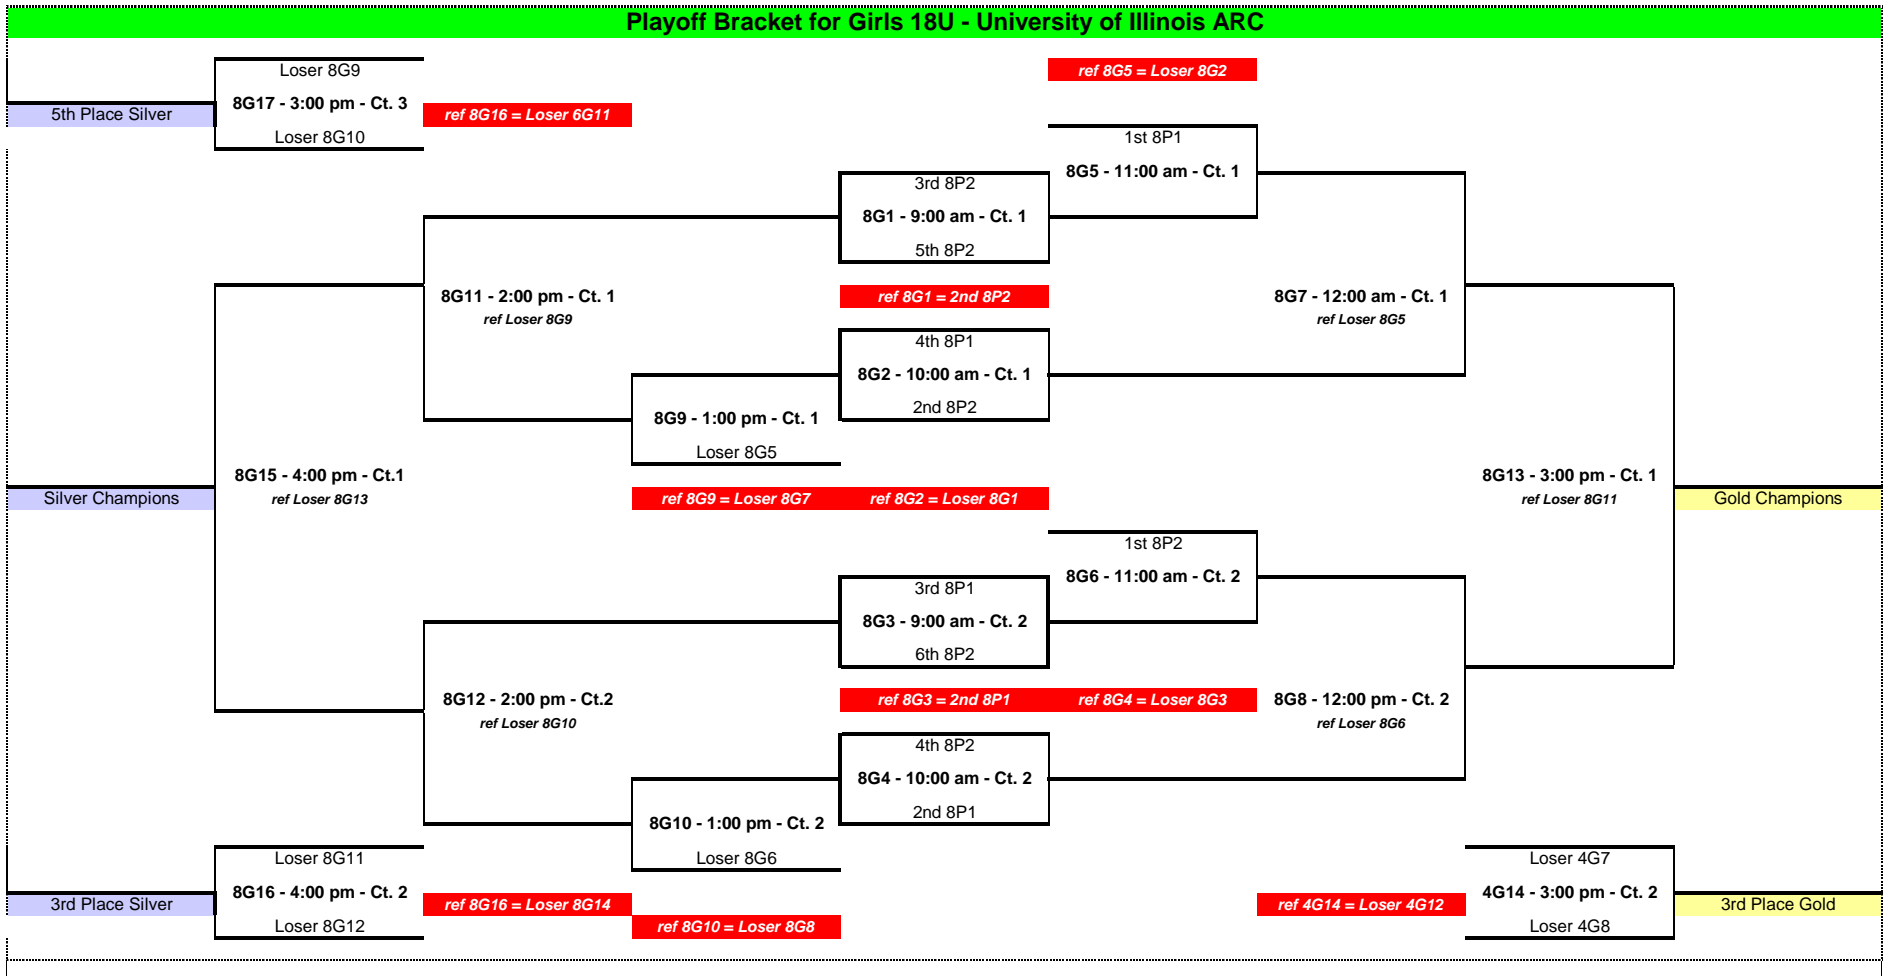 Playoff Bracket for Girls 18U - University of Illinois ARC
Loser 8G9
ref 8G5 = Loser 8G2
8G17 - 3:00 pm - Ct. 3
5th Place Silver
ref 8G16 = Loser 6G11
Loser 8G10
1st 8P1
8G5 - 11:00 am - Ct. 1
3rd 8P2
8G1 - 9:00 am - Ct. 1
5th 8P2
8G11 - 2:00 pm - Ct. 1
ref Loser 8G9
ref 8G1 = 2nd 8P2
8G7 - 12:00 am - Ct. 1
ref Loser 8G5
4th 8P1
8G2 - 10:00 am - Ct. 1
2nd 8P2
8G9 - 1:00 pm - Ct. 1
Loser 8G5
8G15 - 4:00 pm - Ct.1
ref Loser 8G13
8G13 - 3:00 pm - Ct. 1
ref Loser 8G11
Silver Champions
ref 8G9 = Loser 8G7
ref 8G2 = Loser 8G1
Gold Champions
1st 8P2
8G6 - 11:00 am - Ct. 2
3rd 8P1
8G3 - 9:00 am - Ct. 2
6th 8P2
8G12 - 2:00 pm - Ct.2
ref Loser 8G10
ref 8G3 = 2nd 8P1
ref 8G4 = Loser 8G3
8G8 - 12:00 pm - Ct. 2
ref Loser 8G6
4th 8P2
8G4 - 10:00 am - Ct. 2
2nd 8P1
8G10 - 1:00 pm - Ct. 2
Loser 8G6
Loser 8G11
8G16 - 4:00 pm - Ct. 2
Loser 8G12
3rd Place Silver
ref 8G16 = Loser 8G14
ref 8G10 = Loser 8G8
ref 4G14 = Loser 4G12
Loser 4G7
4G14 - 3:00 pm - Ct. 2
Loser 4G8
3rd Place Gold